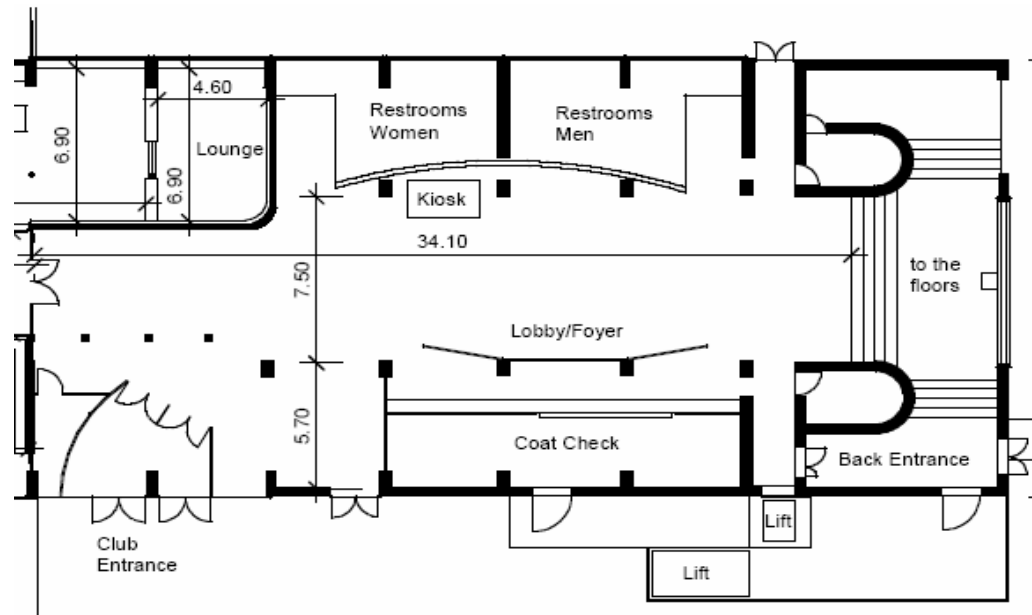 4.60
Restrooms
Women
Restrooms
Men
6.90
Lounge
6.90
Kiosk
34.10
to the
floors
7.50
Lobby/Foyer
5.70
Coat Check
Back Entrance
Lift
Club
Entrance
Lift